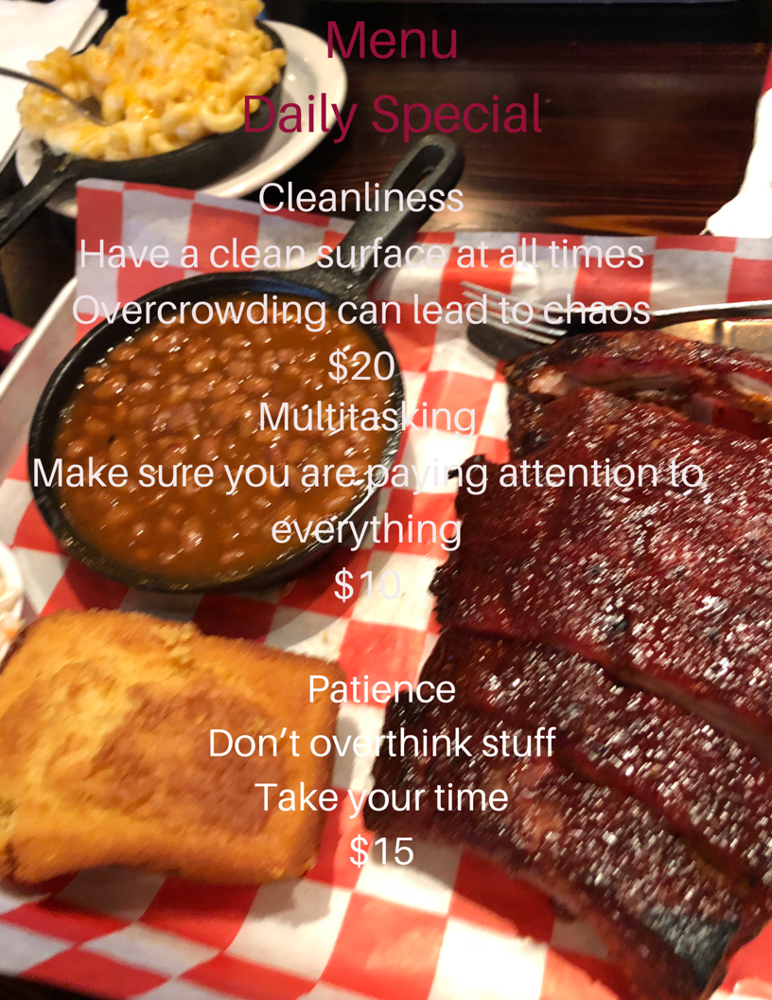 Menu
Daily Special
Cleanliness
Have a clean surface at all times
Overcrowding can lead to chaos
$20
Multitasking
Make sure you are paying attention to
everything
$10
Patience
Don’t overthink stuff
Take your time
$15